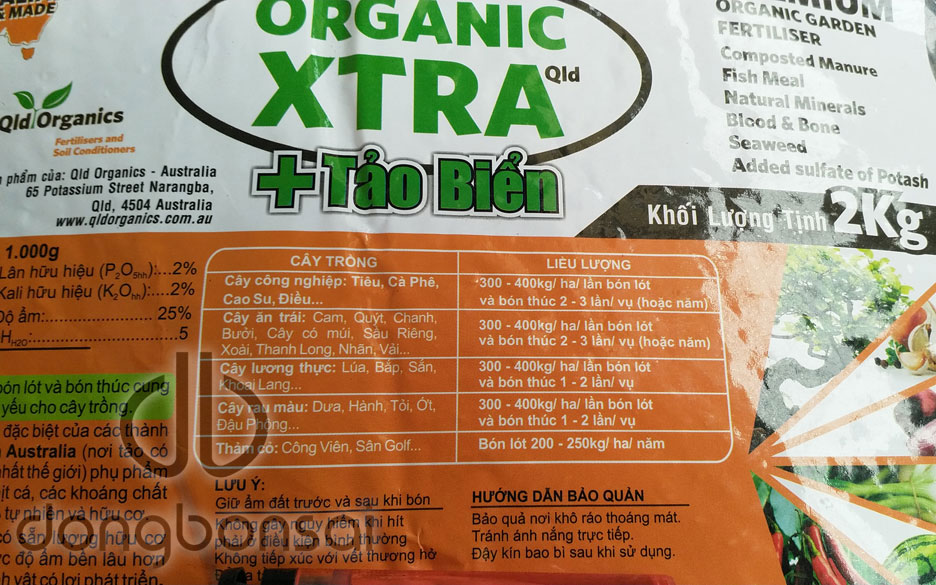 & MADE
ORGANIC
XTRA Qld
+ Tảo Biển
ORGANIC GARDEN
FERTILISER
Composted Manure
Fish Meal
Natural Minerals
Blood & Bone
Seaweed
Added sulfate of Potash
Khối Lượng Tịnh 2Kg
Qld Organics
Fertilisers and
Soil Conditioners
phẩm của: Qld Organics - Australia
65 Potassium Street Narangba,
Qld, 4504 Australia
www.qldorganics.com.au
1.000g
Lân hữu hiệu (P2O5hh):...2%
Kali hữu hiệu (K2Ohh):....2%
Độ ẩm:................ 25%
H2O:......................5
CÂY TRỒNG LIỀU LƯỢNG
Cây công nghiệp: Tiêu, Cà Phê,
Cao Su, Điều...
300 - 400kg/ ha/ lần bón lót
và bón thúc 2 - 3 lần/ vụ (hoặc năm)
Cây ăn trái: Cam, Quýt, Chanh,
Bưởi, Cây có múi, Sầu Riêng,
Xoài, Thanh Long, Nhãn, Vải...
300 - 400kg/ ha/ lần bón lót
và bón thúc 2 - 3 lần/ vụ (hoặc năm)
Cây lương thực: Lúa, Bắp, Sắn,
Khoai Lang...
300 - 400kg/ ha/ lần bón lót
và bón thúc 1 - 2 lần/ vụ
Cây rau màu: Dưa, Hành, Tỏi, Ớt,
Đậu Phộng...
300 - 400kg/ ha/ lần bón lót
và bón thúc 1 - 2 lần/ vụ
Thảm cỏ: Công Viên, Sân Golf...
Bón lót 200 - 250kg/ ha/ năm
bón lót và bón thúc cung
yếu cho cây trồng.
đặc biệt của các thành
Australia (nơi tảo có
nhất thế giới) phụ phẩm
cá, các khoáng chất
tự nhiên và hữu cơ.
có sẵn lượng hữu cơ
độ ẩm bền lâu hơn
vật có lợi phát triển.
LƯU Ý:
Giữ ẩm đất trước và sau khi bón
Không gây nguy hiểm khi hít
phải ở điều kiện bình thường
Không tiếp xúc với vết thương hở
HƯỚNG DẪN BẢO QUẢN
Bảo quả nơi khô ráo thoáng mát.
Tránh ánh nắng trực tiếp.
Đậy kín bao bì sau khi sử dụng.
db